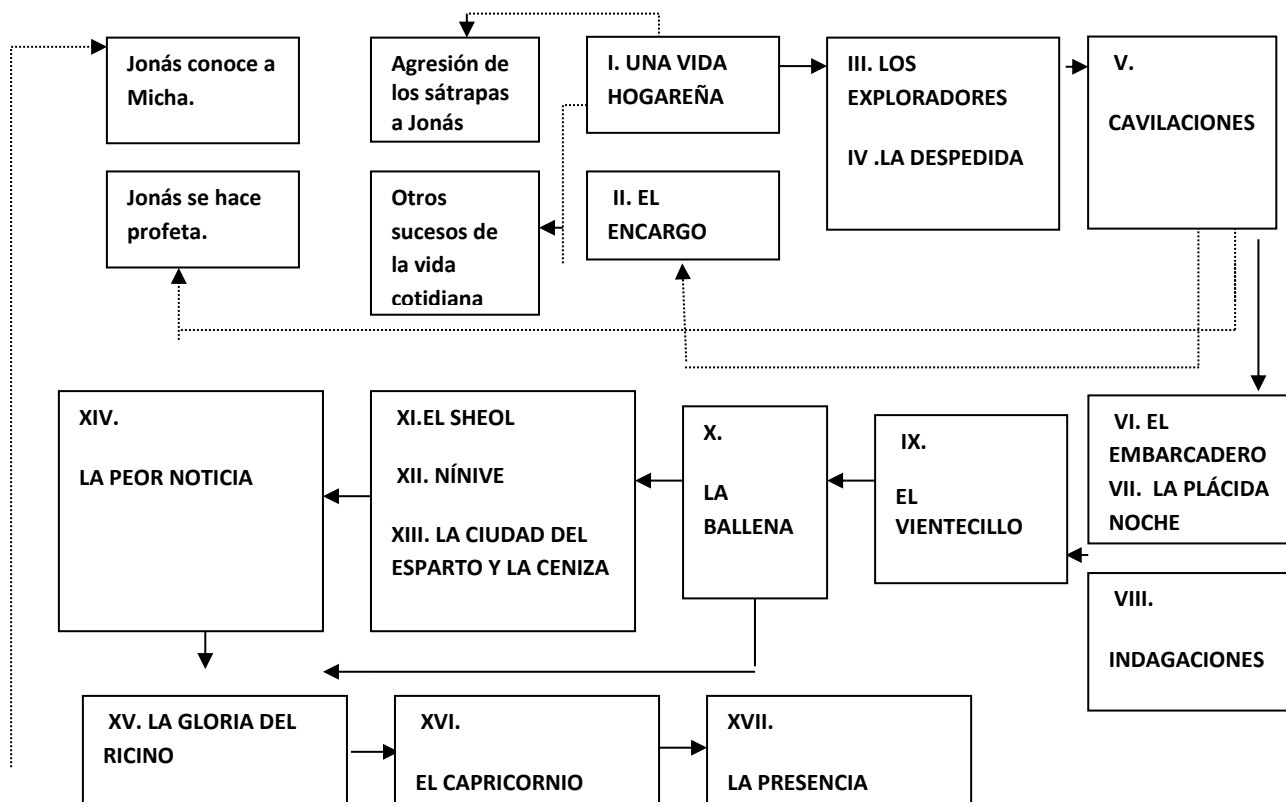 Jonás conoce a
Micha.
Agresión de
los sátrapas
a Jonás
I. UNA VIDA
HOGAREÑA
III. LOS
EXPLORADORES
IV .LA DESPEDIDA
V.
CAVILACIONES
Jonás se hace
profeta.
Otros
sucesos de
la vida
cotidiana
II. EL
ENCARGO
XIV.
LA PEOR NOTICIA
XI.EL SHEOL
XII. NÍNIVE
XIII. LA CIUDAD DEL
ESPARTO Y LA CENIZA
X.
LA
BALLENA
IX.
EL
VIENTECILLO
VI. EL
EMBARCADERO
VII. LA PLÁCIDA
NOCHE
VIII.
INDAGACIONES
XV. LA GLORIA DEL
RICINO
XVI.
EL CAPRICORNIO
XVII.
LA PRESENCIA